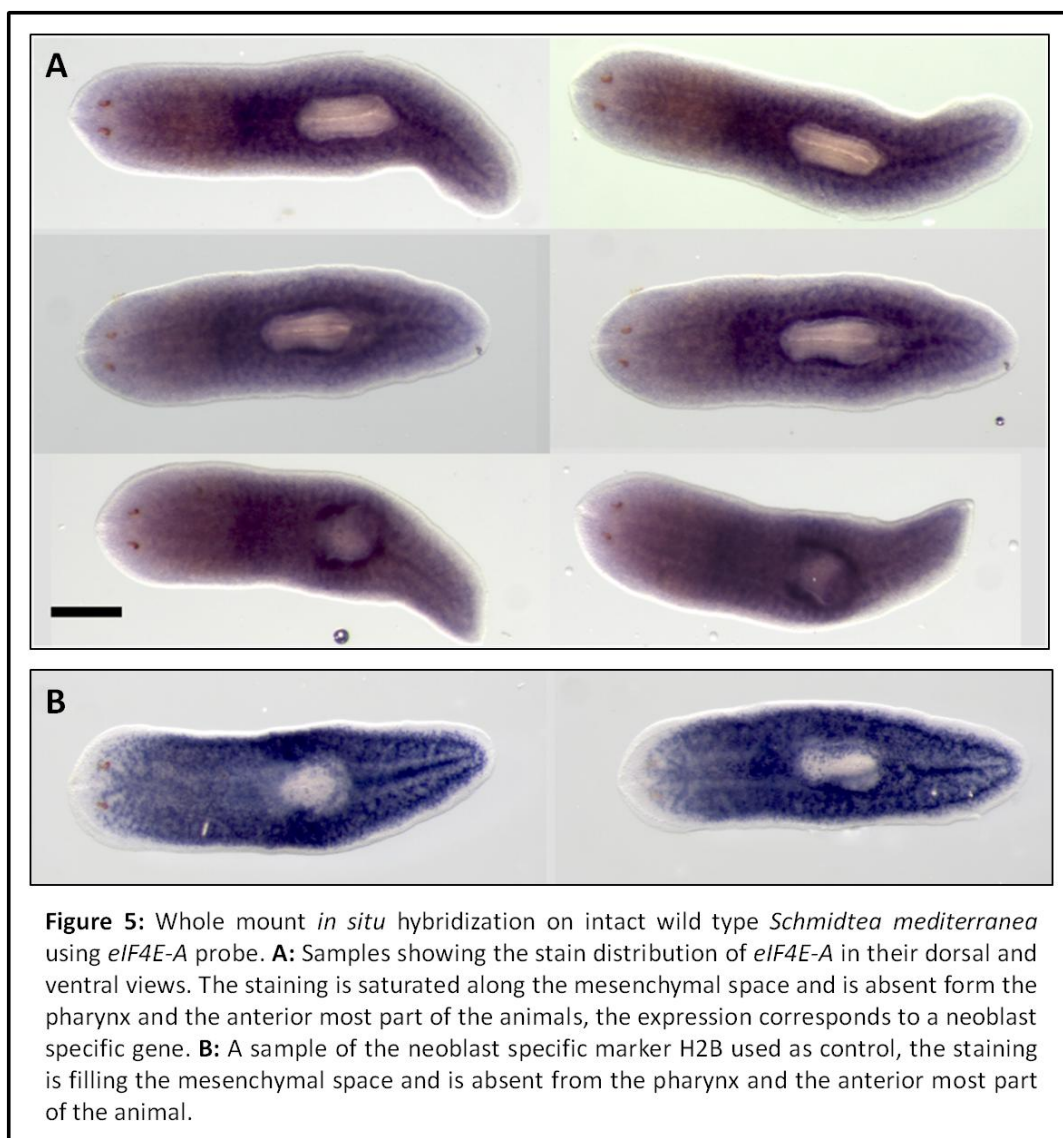 A
B
Figure 5: Whole mount in situ hybridization on intact wild type Schmidtea mediterranea
using eIF4E-A probe. A: Samples showing the stain distribution of eIF4E-A in their dorsal and
ventral views. The staining is saturated along the mesenchymal space and is absent form the
pharynx and the anterior most part of the animals, the expression corresponds to a neoblast
specific gene. B: A sample of the neoblast specific marker H2B used as control, the staining
is filling the mesenchymal space and is absent from the pharynx and the anterior most part
of the animal.